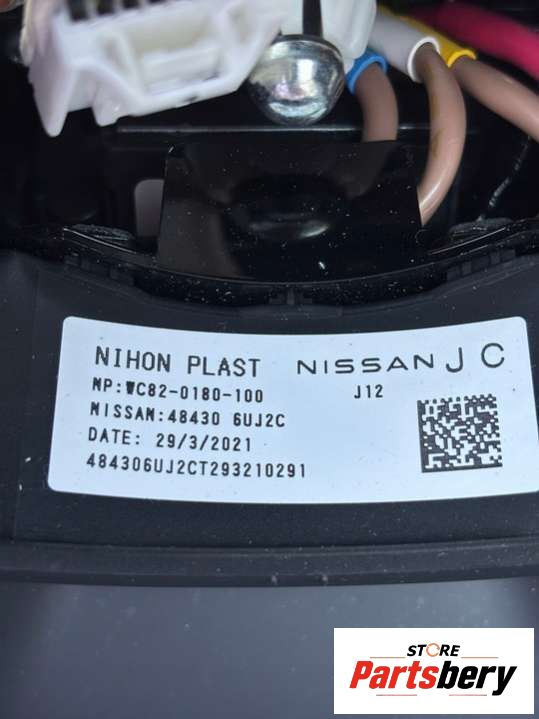 NIHON PLAST NISSAN J C
NP:WC82-0180-100 J12
NISSAN:48430 6UJ2C
DATE: 29/3/2021
484306UJ2CT293210291
STORE
Partsbery